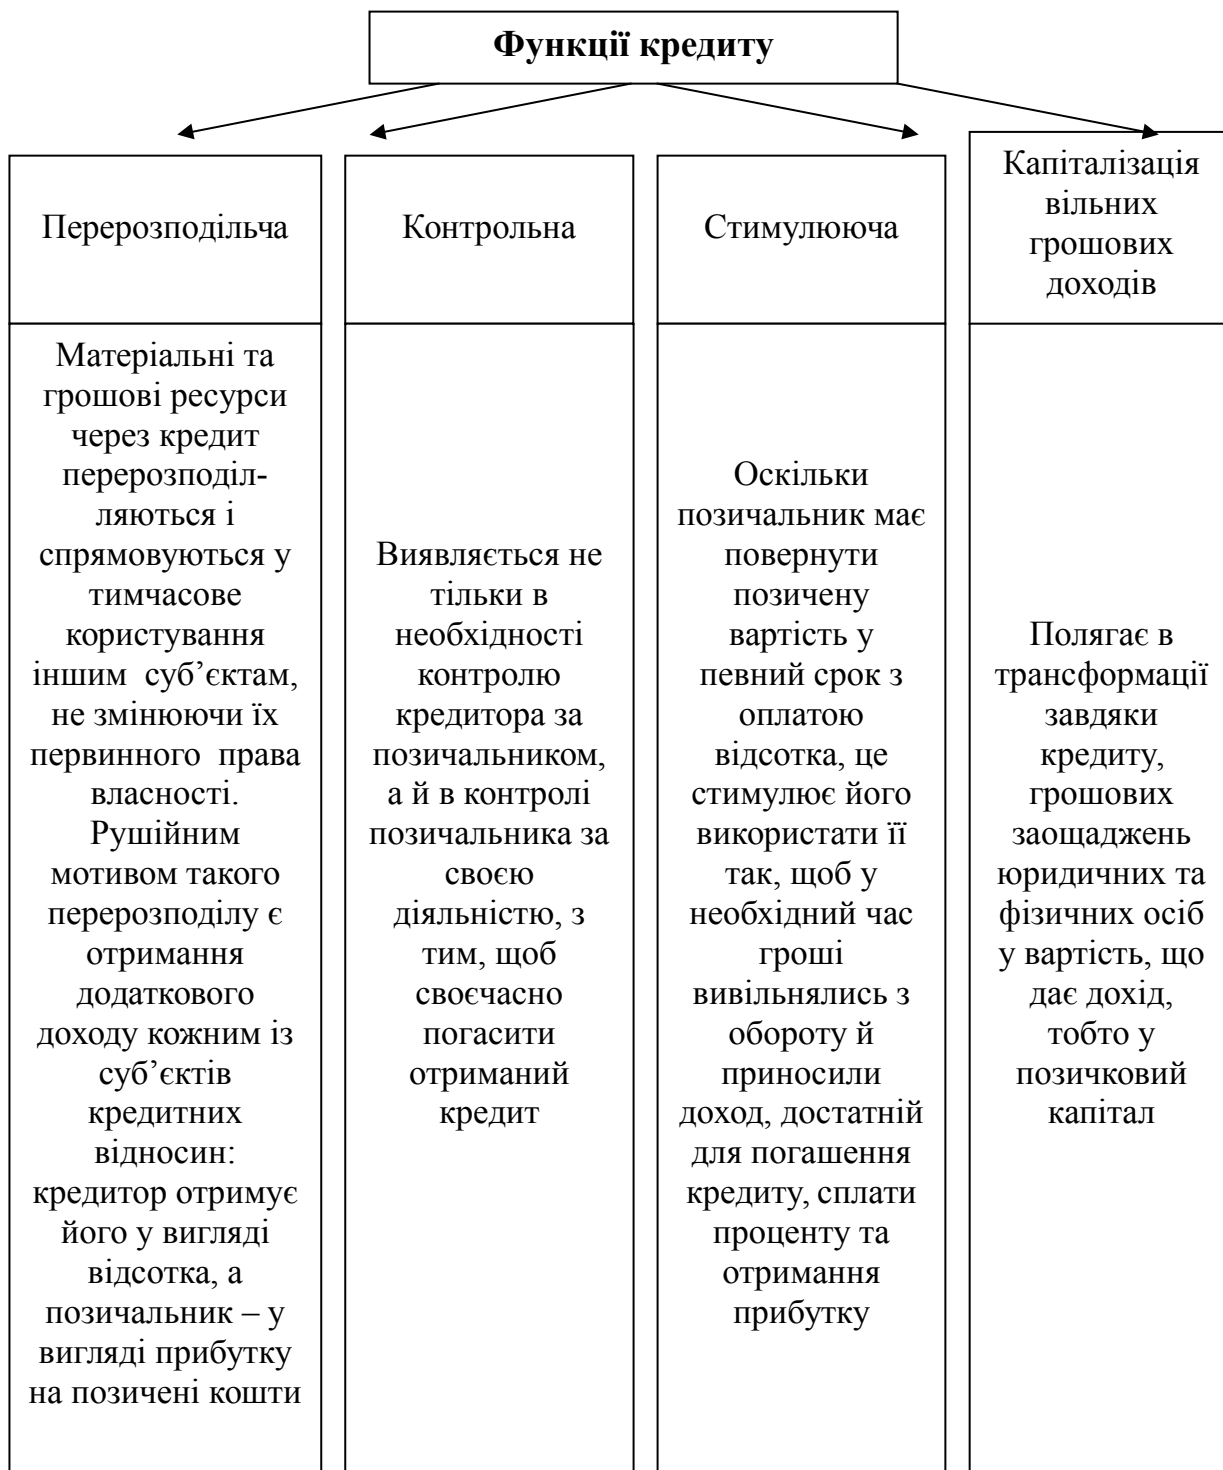 Функції кредиту
Перерозподільча
Матеріальні та
грошові ресурси
через кредит
перерозподіл-
ляються і
спрямовуються у
тимчасове
користування
іншим суб’єктам,
не змінюючи їх
первинного права
власності.
Рушійним
мотивом такого
перерозподілу є
отримання
додаткового
доходу кожним із
суб’єктів
кредитних
відносин:
кредитор отримує
його у вигляді
відсотка, а
позичальник – у
вигляді прибутку
на позичені кошти
Контрольна
Виявляється не
тільки в
необхідності
контролю
кредитора за
позичальником,
а й в контролі
позичальника за
своєю
діяльністю, з
тим, щоб
своєчасно
погасити
отриманий
кредит
Стимулююча
Оскільки
позичальник має
повернути
позичену
вартість у
певний срок з
оплатою
відсотка, це
стимулює його
використати її
так, щоб у
необхідний час
гроші
вивільнялись з
обороту й
приносили
доход, достатній
для погашення
кредиту, сплати
проценту та
отримання
прибутку
Капіталізація
вільних
грошових
доходів
Полягає в
трансформації
завдяки
кредиту,
грошових
заощаджень
юридичних та
фізичних осіб
у вартість, що
дає дохід,
тобто у
позичковий
капітал